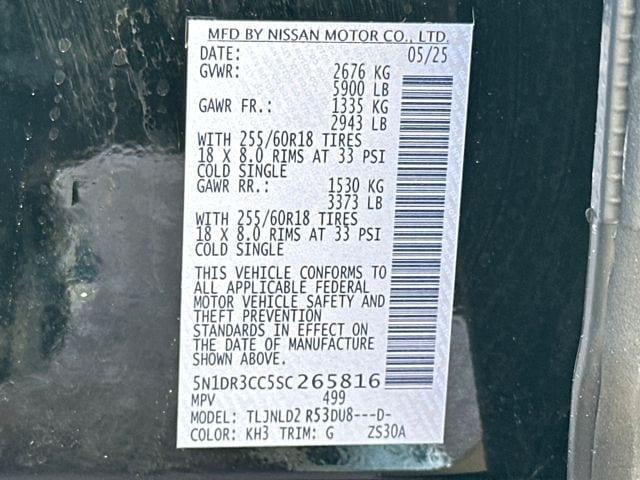 MFD BY NISSAN MOTOR CO., LTD.
DATE: 05/25
GVWR: 2676 KG
5900 LB
GAWR FR.: 1335 KG
2943 LB
WITH 255/60R18 TIRES
18 X 8.0 RIMS AT 33 PSI
COLD SINGLE
GAWR RR.: 1530 KG
3373 LB
WITH 255/60R18 TIRES
18 X 8.0 RIMS AT 33 PSI
COLD SINGLE
THIS VEHICLE CONFORMS TO
ALL APPLICABLE FEDERAL
MOTOR VEHICLE SAFETY AND
THEFT PREVENTION
STANDARDS IN EFFECT ON
THE DATE OF MANUFACTURE
SHOWN ABOVE.
5N1DR3CC5SC265816
MPV 499
MODEL: TLJNLD2 R53DU8---D-
COLOR: KH3 TRIM: G ZS30A